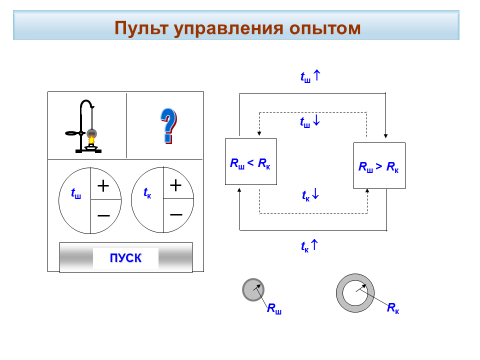 Пульт управления опытом
tш ↑
?
tш ↓
Rш < Rк
Rш > Rк
tш + −
tк + −
tк ↓
tк ↑
ПУСК
Rш
Rк